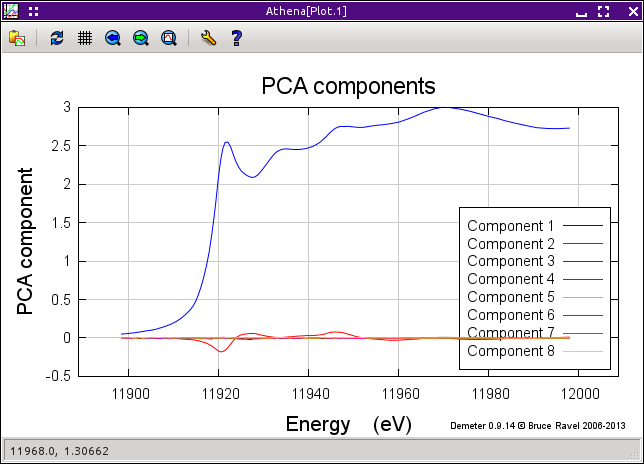 Athena[Plot.1]
PCA components
3
2.5
2
1.5
1
0.5
0
-0.5
PCA component
Component 1
Component 2
Component 3
Component 4
Component 5
Component 6
Component 7
Component 8
11900 11920 11940 11960 11980 12000
Energy (eV)
Demeter 0.9.14 © Bruce Ravel 2006-2013
11968.0, 1.30662